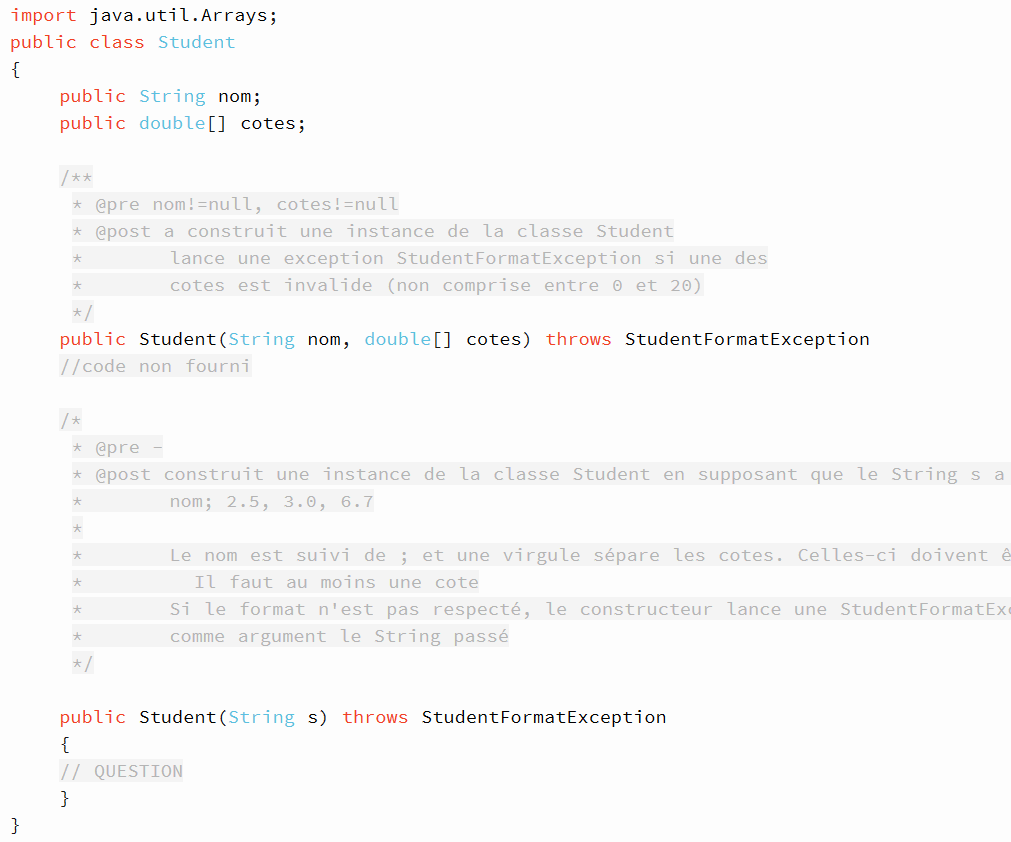 import java.util.Arrays;
public class Student
{
public String nom;
public double[] cotes;
/**
* @pre nom!=null, cotes!=null
* @post a construit une instance de la classe Student
* lance une exception StudentFormatException si une des
* cotes est invalide (non comprise entre 0 et 20)
*/
public Student(String nom, double[] cotes) throws StudentFormatException
//code non fourni
/*
* @pre -
* @post construit une instance de la classe Student en supposant que le String s a
* nom; 2.5, 3.0, 6.7
*
* Le nom est suivi de ; et une virgule sépare les cotes. Celles-ci doivent
* Il faut au moins une cote
* Si le format n'est pas respecté, le constructeur lance une
* comme argument le String passé
*/
public Student(String s) throws StudentFormatException
{
// QUESTION
}
}